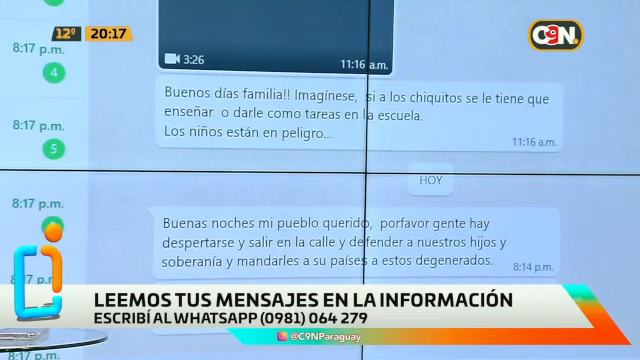 12º 20:17
C9N
8:17 p.m.
4
3:26 11:16 a.m.
Buenos días familia!! Imagínese, si a los chiquitos se le tiene que
enseñar o darle como tareas en la escuela.
Los niños están en peligro...
11:16 a.m.
8:17 p.m.
5
HOY
8:17 p.m.
Buenas noches mi pueblo querido, porfavor gente hay
despertarse y salir en la calle y defender a nuestros hijos y
soberanía y mandarles a su países a estos degenerados.
8:14 p.m.
8:17 p.m.
LEEMOS TUS MENSAJES EN LA INFORMACIÓN
ESCRIBÍ AL WHATSAPP (0981) 064 279
@C9NParaguay